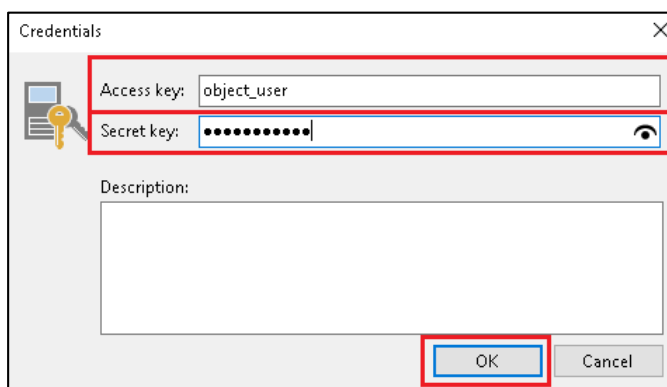 Credentials
Access key: object_user
Secret key: •••••••••••
Description:
OK Cancel